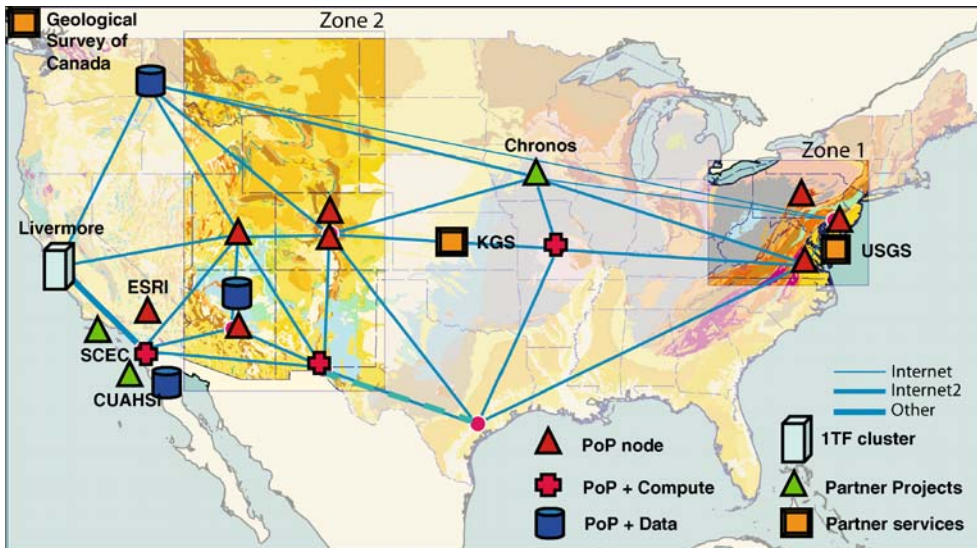 Geological
Survey of
Canada
Zone 2
Chronos
Zone 1
Livermore
KGS
USGS
ESRI
SCEC
CUAHSI
Internet
Internet2
Other
1TF cluster
PoP node
PoP + Compute
Partner Projects
PoP + Data
Partner services